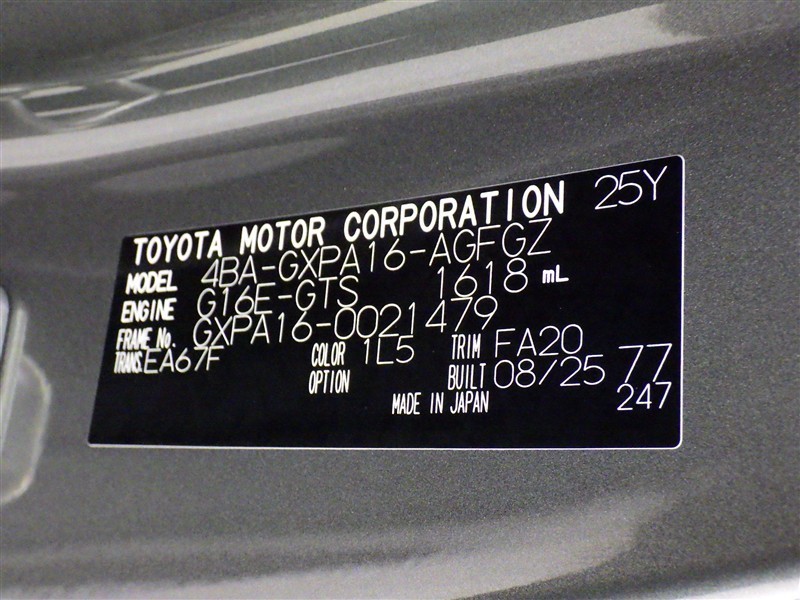 TOYOTA MOTOR CORPORATION 25Y
MODEL 4BA-GXPA16-AGFGZ
ENGINE G16E-GTS 1618 mL
FRAME No. GXPA16-0021479
TRANS. EA67F COLOR 1L5 TRIM FA20
OPTION BUILT 08/25 77
MADE IN JAPAN 247